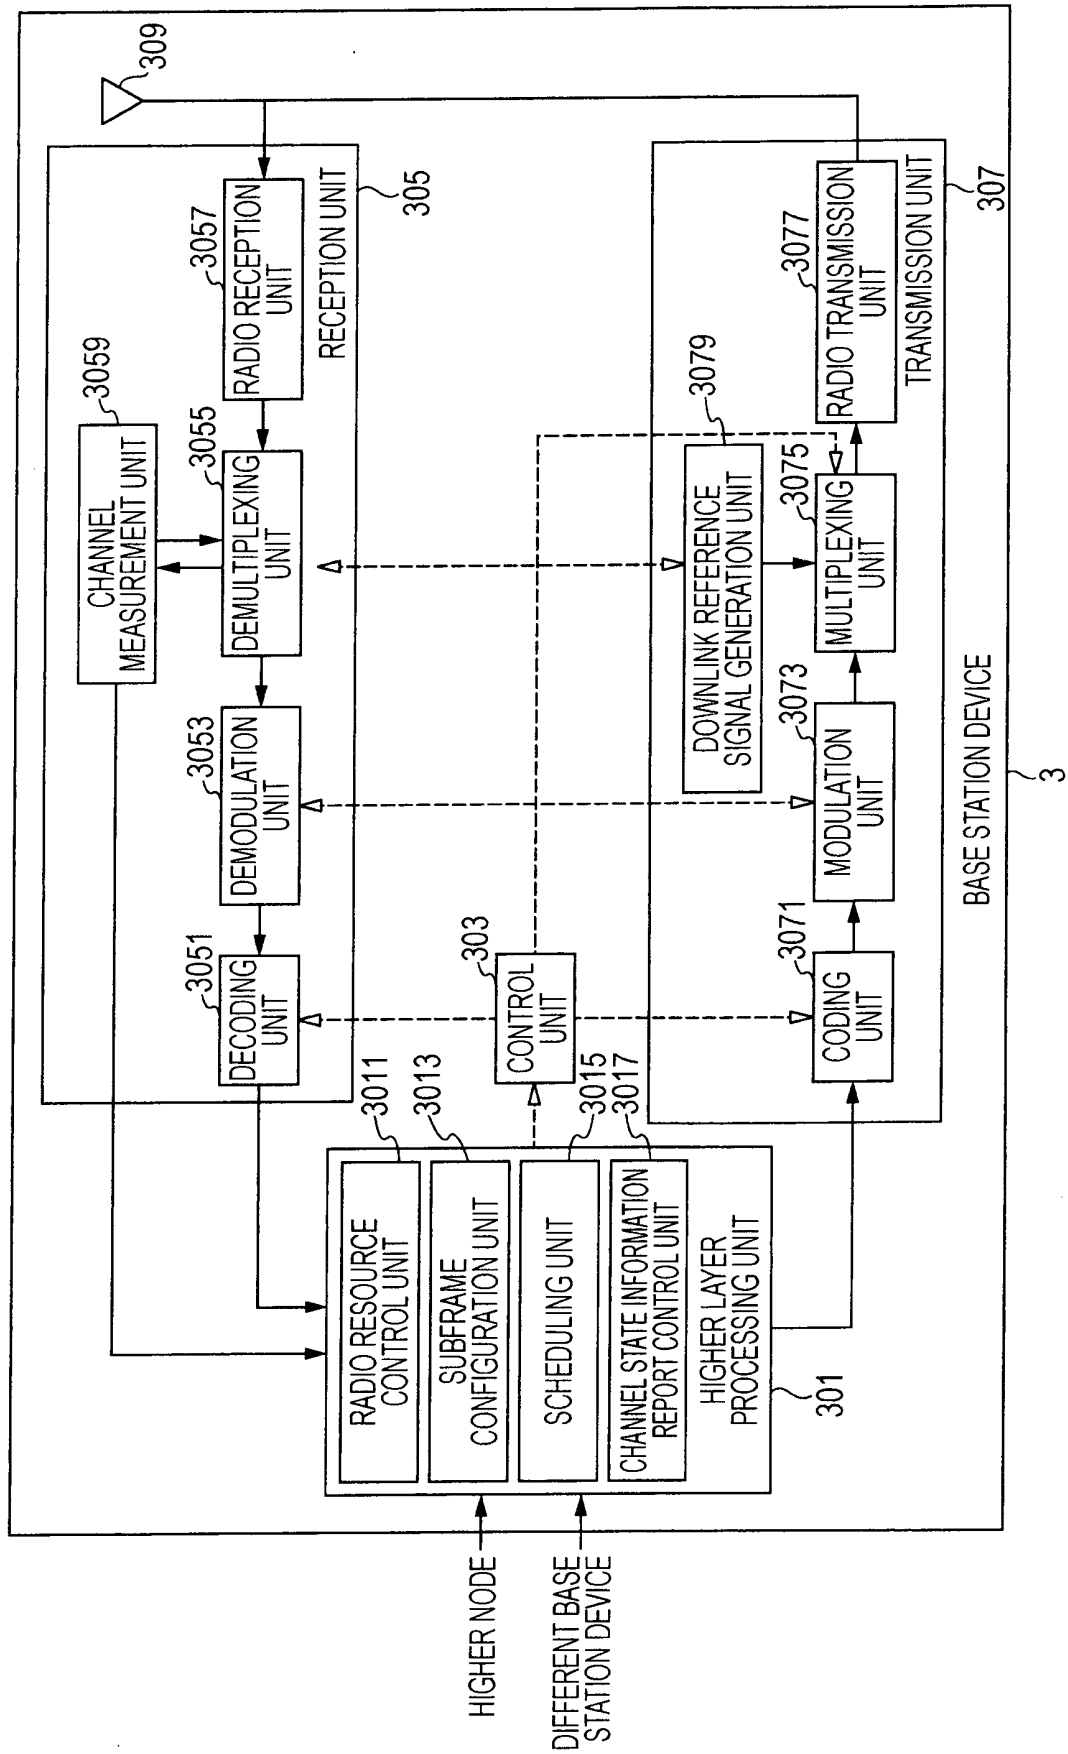 309
3059
CHANNEL
MEASUREMENT UNIT
3057
RADIO RECEPTION
UNIT
3055
DEMULTIPLEXING
UNIT
3053
DEMODULATION
UNIT
3051
DECODING
UNIT
RECEPTION UNIT
305
HIGHER NODE
DIFFERENT BASE
STATION DEVICE
3011
RADIO RESOURCE
CONTROL UNIT
3013
SUBFRAME
CONFIGURATION UNIT
3015
SCHEDULING UNIT
3017
CHANNEL STATE INFORMATION
REPORT CONTROL UNIT
HIGHER LAYER
PROCESSING UNIT
301
303
CONTROL
UNIT
3079
DOWNLINK REFERENCE
SIGNAL GENERATION UNIT
3071
CODING
UNIT
3073
MODULATION
UNIT
3075
MULTIPLEXING
UNIT
3077
RADIO TRANSMISSION
UNIT
TRANSMISSION UNIT
307
BASE STATION DEVICE
3